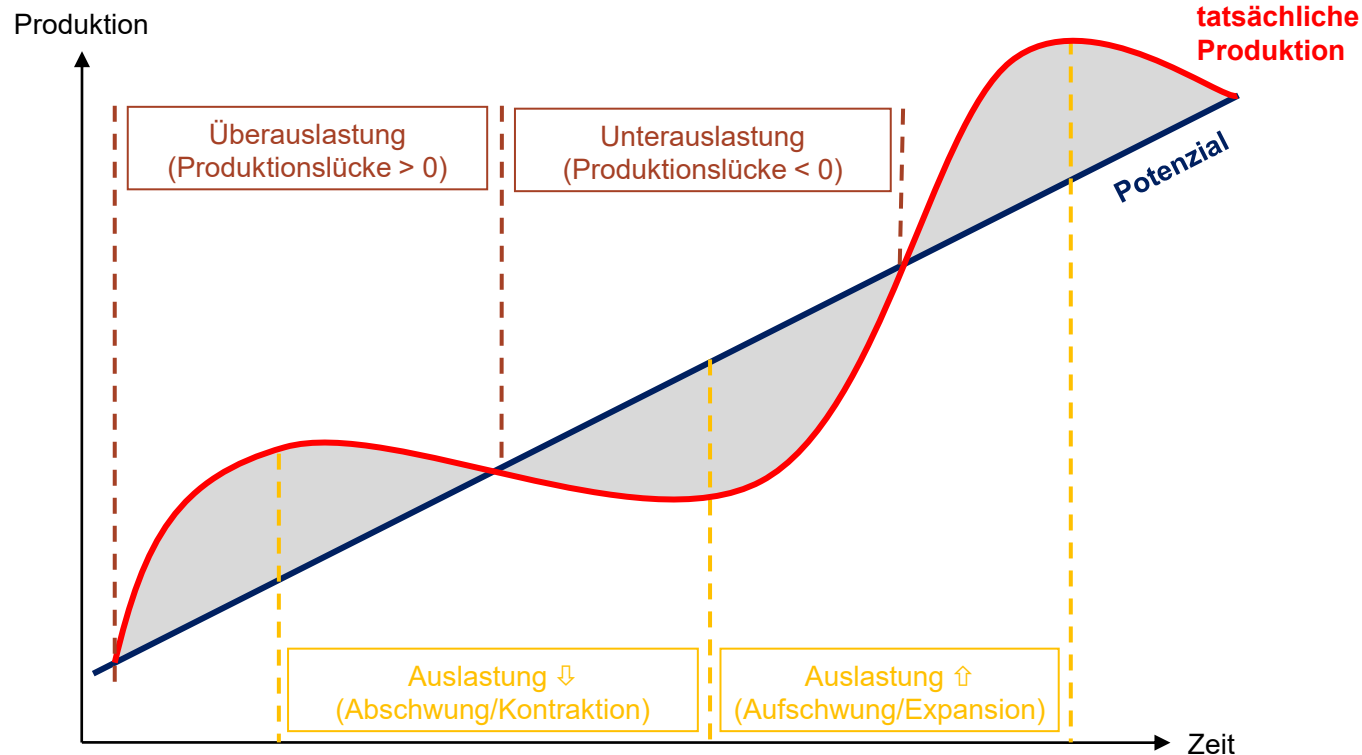 Produktion
tatsächliche
Produktion
Überauslastung
(Produktionslücke > 0)
Unterauslastung
(Produktionslücke < 0)
Potenzial
Auslastung ⇩
(Abschwung/Kontraktion)
Auslastung ⇧
(Aufschwung/Expansion)
Zeit